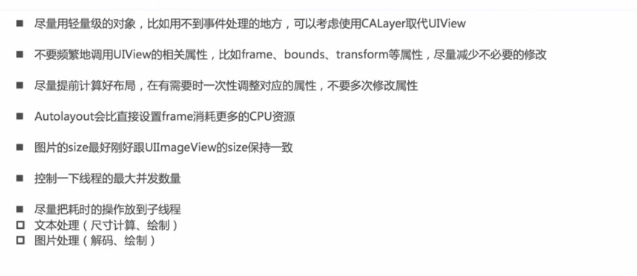 尽量用轻量级的对象，比如用不到事件处理的地方，可以考虑使用CALayer取代UIView
不要频繁地调用UIView的相关属性，比如frame、bounds、transform等属性，尽量减少不必要的修改
尽量提前计算好布局，在有需要时一次性调整对应的属性，不要多次修改属性
Autolayout会比直接设置frame消耗更多的CPU资源
图片的size最好刚好跟UIImageView的size保持一致
控制一下线程的最大并发数量
尽量把耗时的操作放到子线程
文本处理（尺寸计算、绘制）
图片处理（解码、绘制）